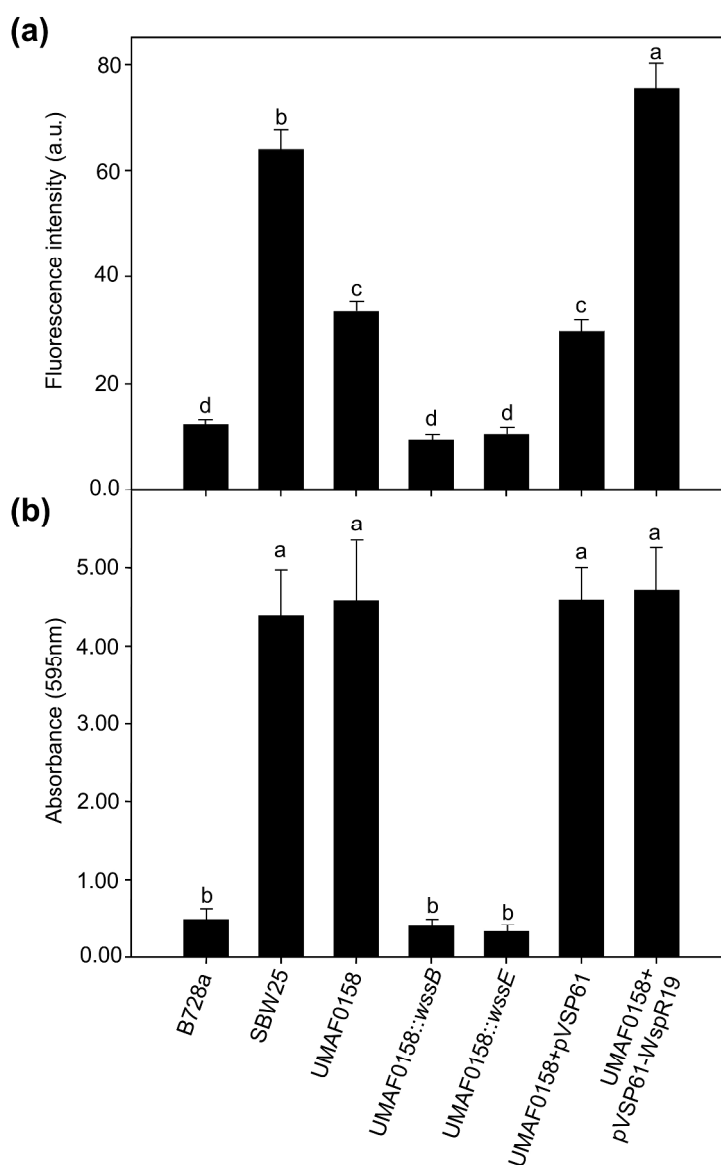 (a)
Fluorescence intensity (a.u.)
80
60
40
20
0.0
d
b
c
d
d
c
a
(b)
Absorbance (595nm)
5.00
4.00
3.00
2.00
1.00
0.00
b
a
a
b
b
a
a
B728a
SBW25
UMAF0158
UMAF0158::wssB
UMAF0158::wssE
UMAF0158+pVSP61
UMAF0158+
pVSP61-WspR19